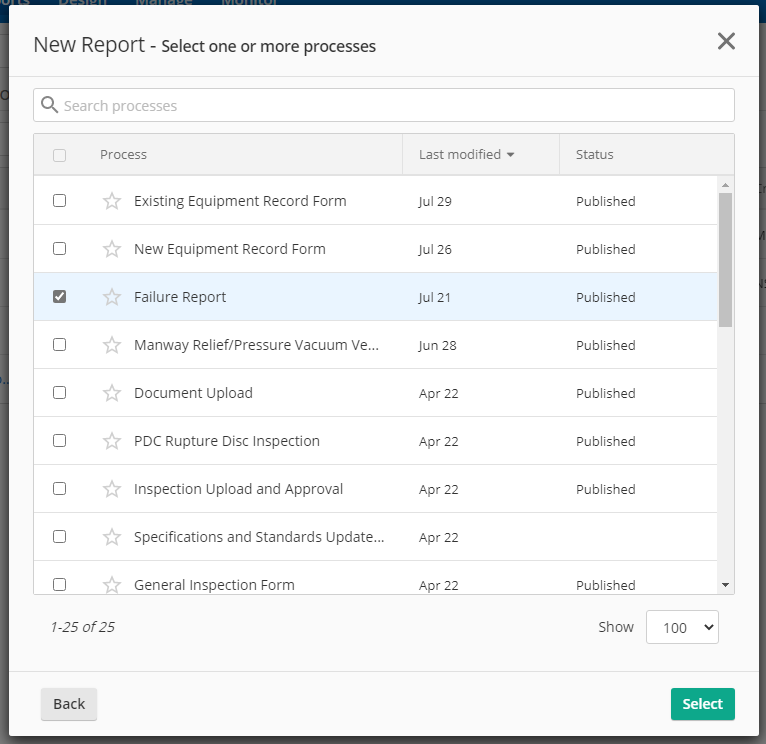 Design Manage Monitor
New Report - Select one or more processes
Search processes
Process Last modified Status
Existing Equipment Record Form Jul 29 Published
New Equipment Record Form Jul 26 Published
Failure Report Jul 21 Published
Manway Relief/Pressure Vacuum Ve... Jun 28 Published
Document Upload Apr 22 Published
PDC Rupture Disc Inspection Apr 22 Published
Inspection Upload and Approval Apr 22 Published
Specifications and Standards Update... Apr 22
General Inspection Form Apr 22 Published
1-25 of 25 Show 100
Back Select